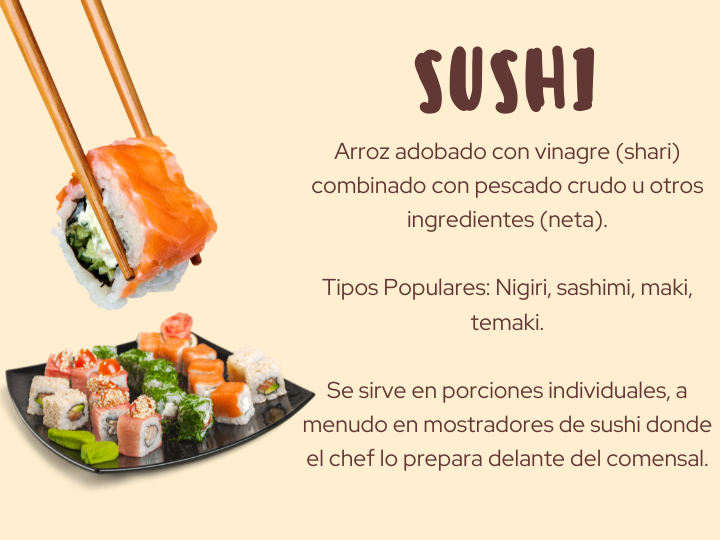 SUSHI
Arroz adobado con vinagre (shari)
combinado con pescado crudo u otros
ingredientes (neta).
Tipos Populares: Nigiri, sashimi, maki,
temaki.
Se sirve en porciones individuales, a
menudo en mostradores de sushi donde
el chef lo prepara delante del comensal.